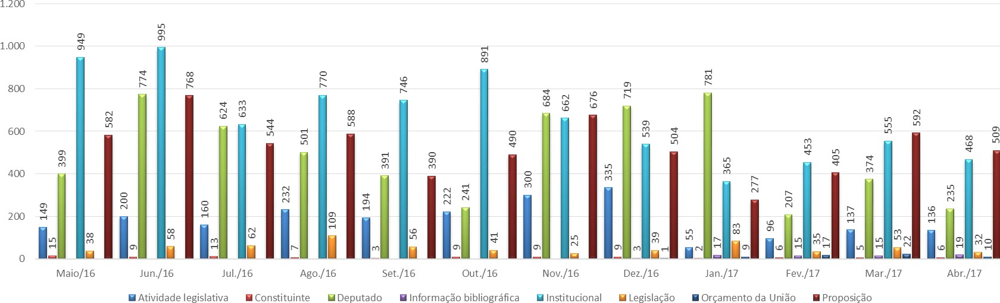 1.200
1.000
800
600
400
200
0
149 15 399 949 38 582
200 9 774 995 58 768
160 13 624 633 62 544
232 7 501 770 109 588
194 3 391 746 56 390
222 9 241 891 41 490
300 9 684 662 25 676
335 9 719 3 539 39 1 504
55 2 781 17 365 83 9 277
96 6 207 15 453 35 17 405
137 5 374 15 555 53 22 592
136 6 235 19 468 32 10 509
Maio/16 Jun./16 Jul./16 Ago./16 Set./16 Out./16 Nov./16 Dez./16 Jan./17 Fev./17 Mar./17 Abr./17
Atividade legislativa Constituinte Deputado Informação bibliográfica Institucional Legislação Orçamento da União Proposição